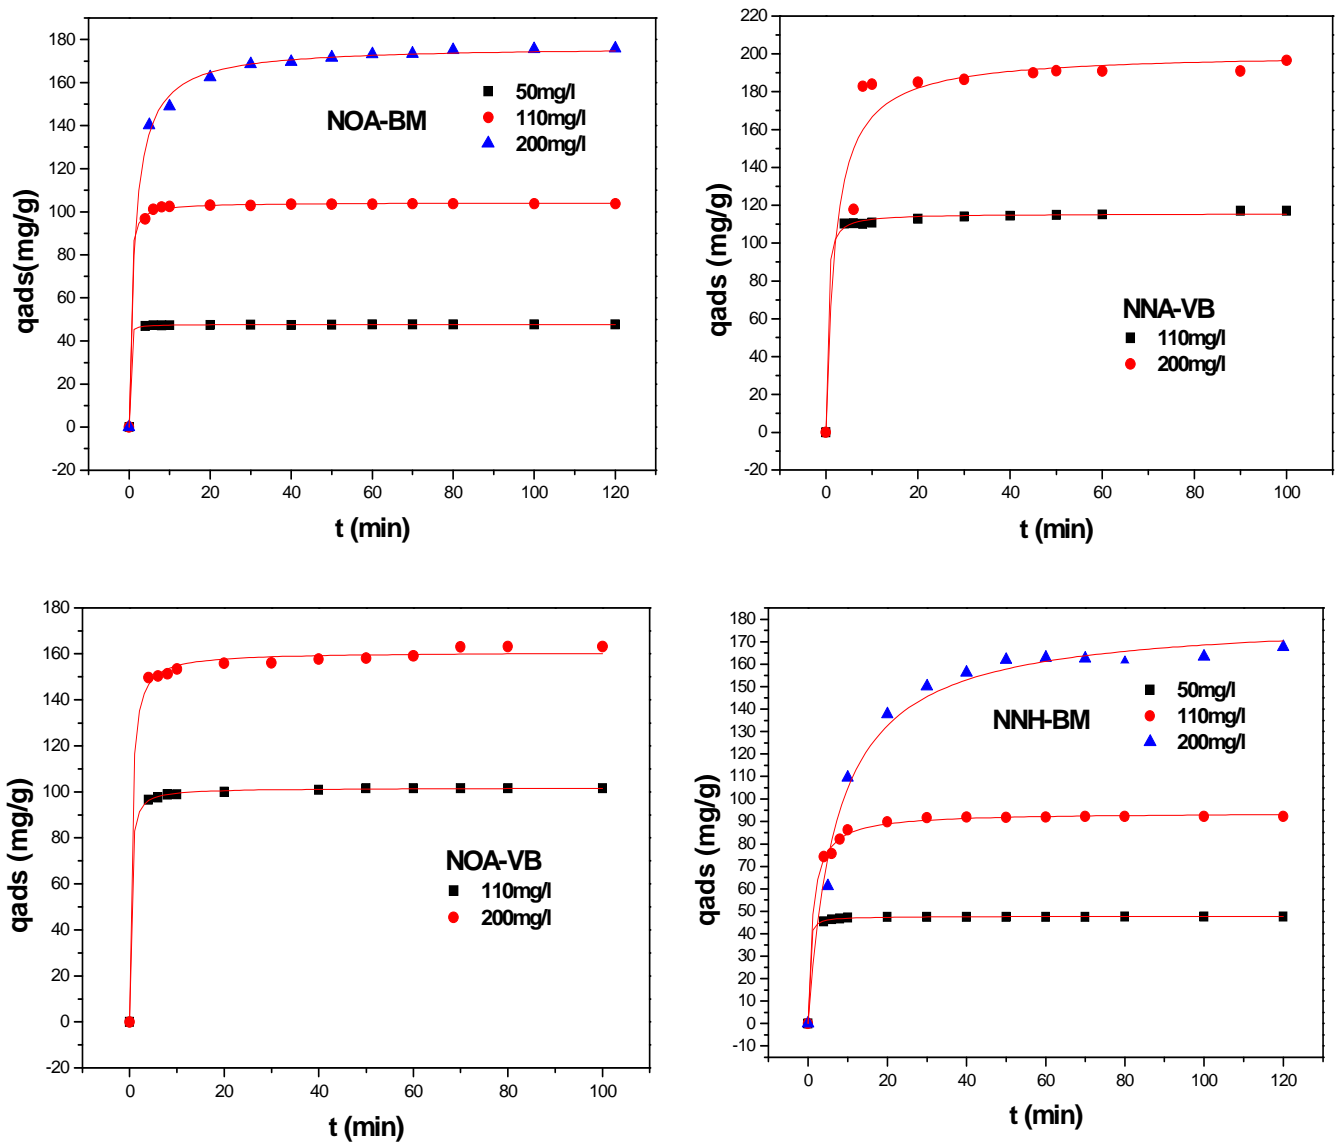 180
160
140
120
100
80
60
40
20
0
-20
qads(mg/g)
NOA-BM
50mg/l
110mg/l
200mg/l
0 20 40 60 80 100 120
t (min)
220
200
180
160
140
120
100
80
60
40
20
0
-20
qads (mg/g)
NNA-VB
110mg/l
200mg/l
0 20 40 60 80 100
t (min)
180
160
140
120
100
80
60
40
20
0
-20
qads (mg/g)
NOA-VB
110mg/l
200mg/l
0 20 40 60 80 100
t (min)
180
170
160
150
140
130
120
110
100
90
80
70
60
50
40
30
20
10
0
-10
qads (mg/g)
NNH-BM
50mg/l
110mg/l
200mg/l
0 20 40 60 80 100 120
t (min)